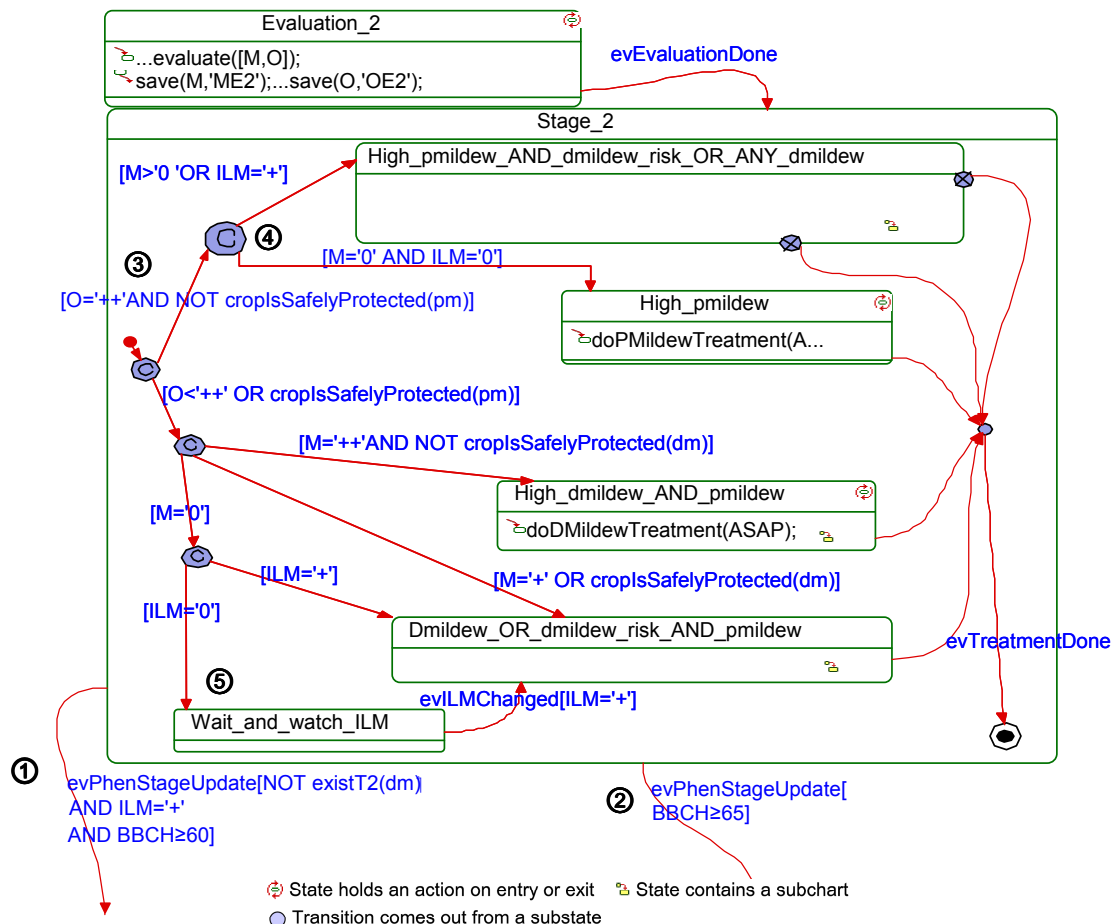 Evaluation_2
...evaluate([M,O]);
save(M,'ME2');...save(O,'OE2');
evEvaluationDone
Stage_2
High_pmildew_AND_dmildew_risk_OR_ANY_dmildew
[M>'0 'OR ILM='+']
④
③
[M='0' AND ILM='0']
[O='++'AND NOT cropIsSafelyProtected(pm)]
High_pmildew
doPMildewTreatment(A...
C
C
[O<'++' OR cropIsSafelyProtected(pm)]
[M='++'AND NOT cropIsSafelyProtected(dm)]
C
High_dmildew_AND_pmildew
[M='0']
doDMildewTreatment(ASAP);
C
[ILM='+']
[M='+' OR cropIsSafelyProtected(dm)]
[ILM='0']
Dmildew_OR_dmildew_risk_AND_pmildew
evTreatmentDone
⑤
evILMChanged[ILM='+']
Wait_and_watch_ILM
①
evPhenStageUpdate[NOT existT2(dm)
AND ILM='+'
AND BBCH≥60]
②
evPhenStageUpdate[
BBCH≥65]
State holds an action on entry or exit
State contains a subchart
Transition comes out from a substate